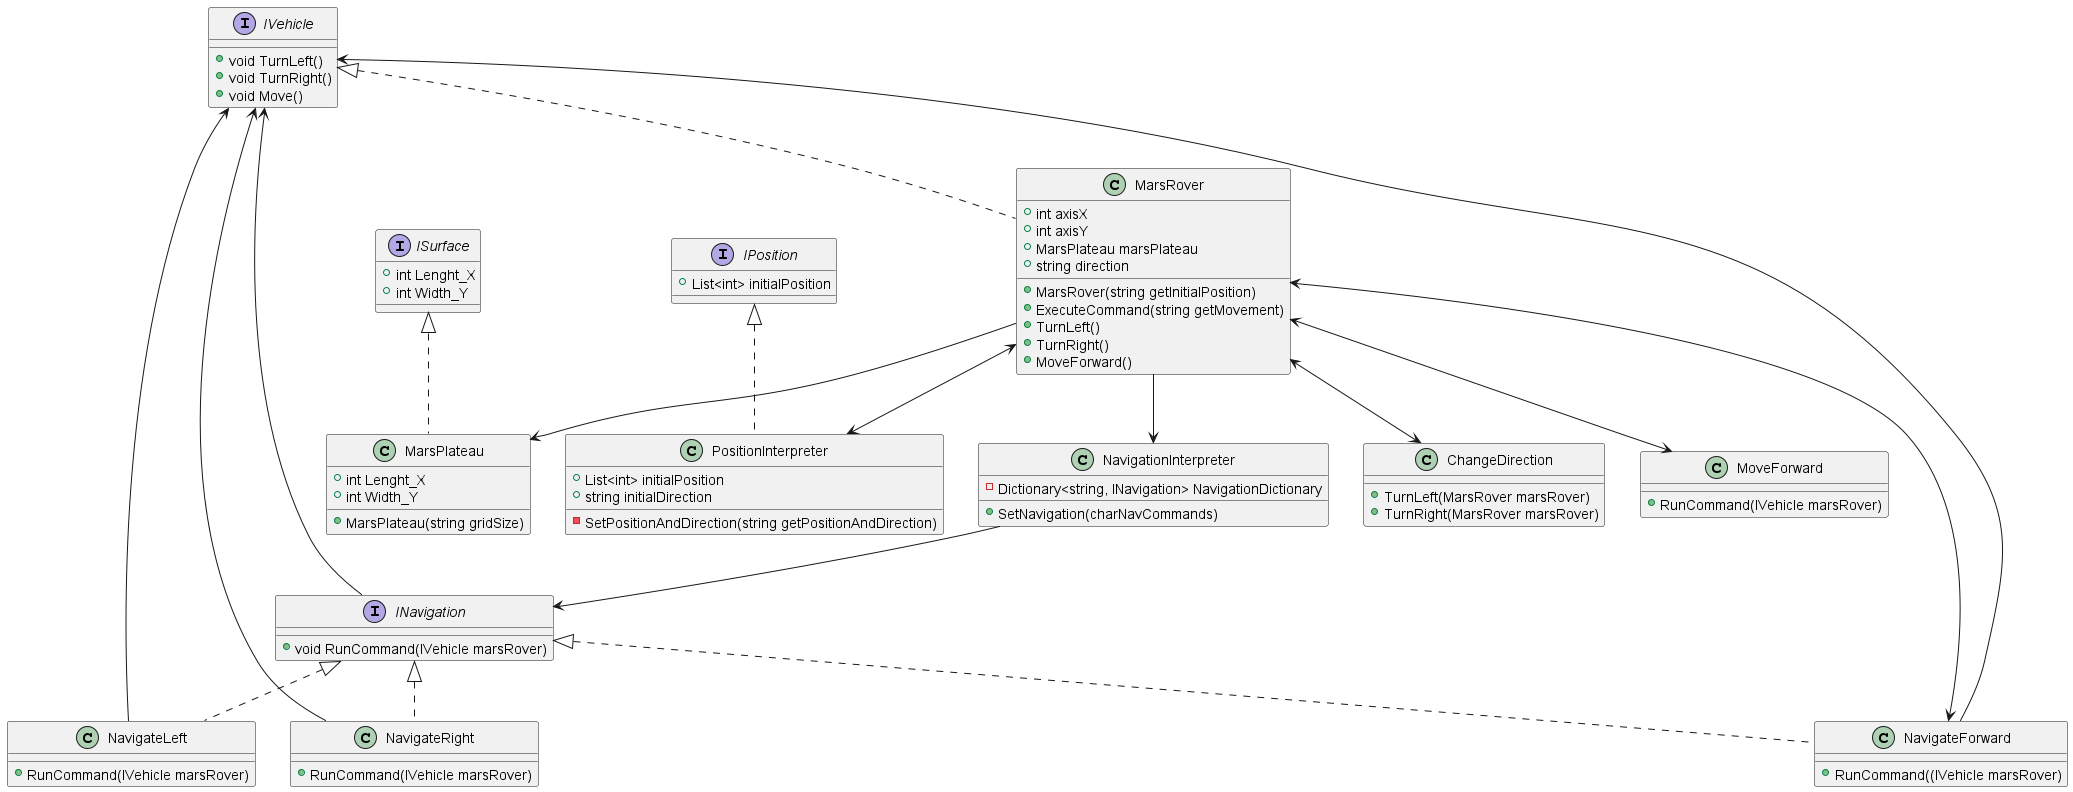 IVehicle
void TurnLeft()
void TurnRight()
void Move()
MarsRover
int axisX
int axisY
MarsPlateau marsPlateau
string direction
MarsRover(string getInitialPosition)
ExecuteCommand(string getMovement)
TurnLeft()
TurnRight()
MoveForward()
ISurface
int Lenght_X
int Width_Y
IPosition
List<int> initialPosition
MarsPlateau
int Lenght_X
int Width_Y
MarsPlateau(string gridSize)
PositionInterpreter
List<int> initialPosition
string initialDirection
SetPositionAndDirection(string getPositionAndDirection)
NavigationInterpreter
Dictionary<string, INavigation> NavigationDictionary
SetNavigation(charNavCommands)
ChangeDirection
TurnLeft(MarsRover marsRover)
TurnRight(MarsRover marsRover)
MoveForward
RunCommand(IVehicle marsRover)
INavigation
void RunCommand(IVehicle marsRover)
NavigateLeft
RunCommand(IVehicle marsRover)
NavigateRight
RunCommand(IVehicle marsRover)
NavigateForward
RunCommand((IVehicle marsRover)